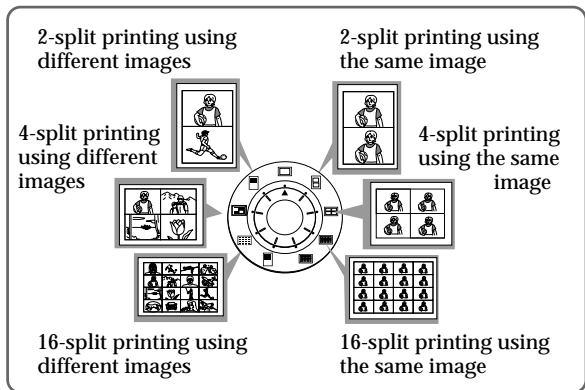 2-split printing using
different images
2-split printing using
the same image
4-split printing
using different
images
4-split printing
using the same
image
16-split printing using
different images
16-split printing using
the same image